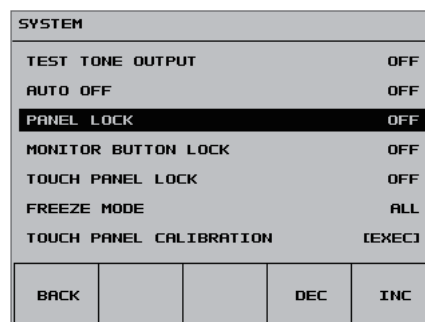 SYSTEM
TEST TONE OUTPUT OFF
AUTO OFF OFF
PANEL LOCK OFF
MONITOR BUTTON LOCK OFF
TOUCH PANEL LOCK OFF
FREEZE MODE ALL
TOUCH PANEL CALIBRATION [EXEC]
BACK DEC INC